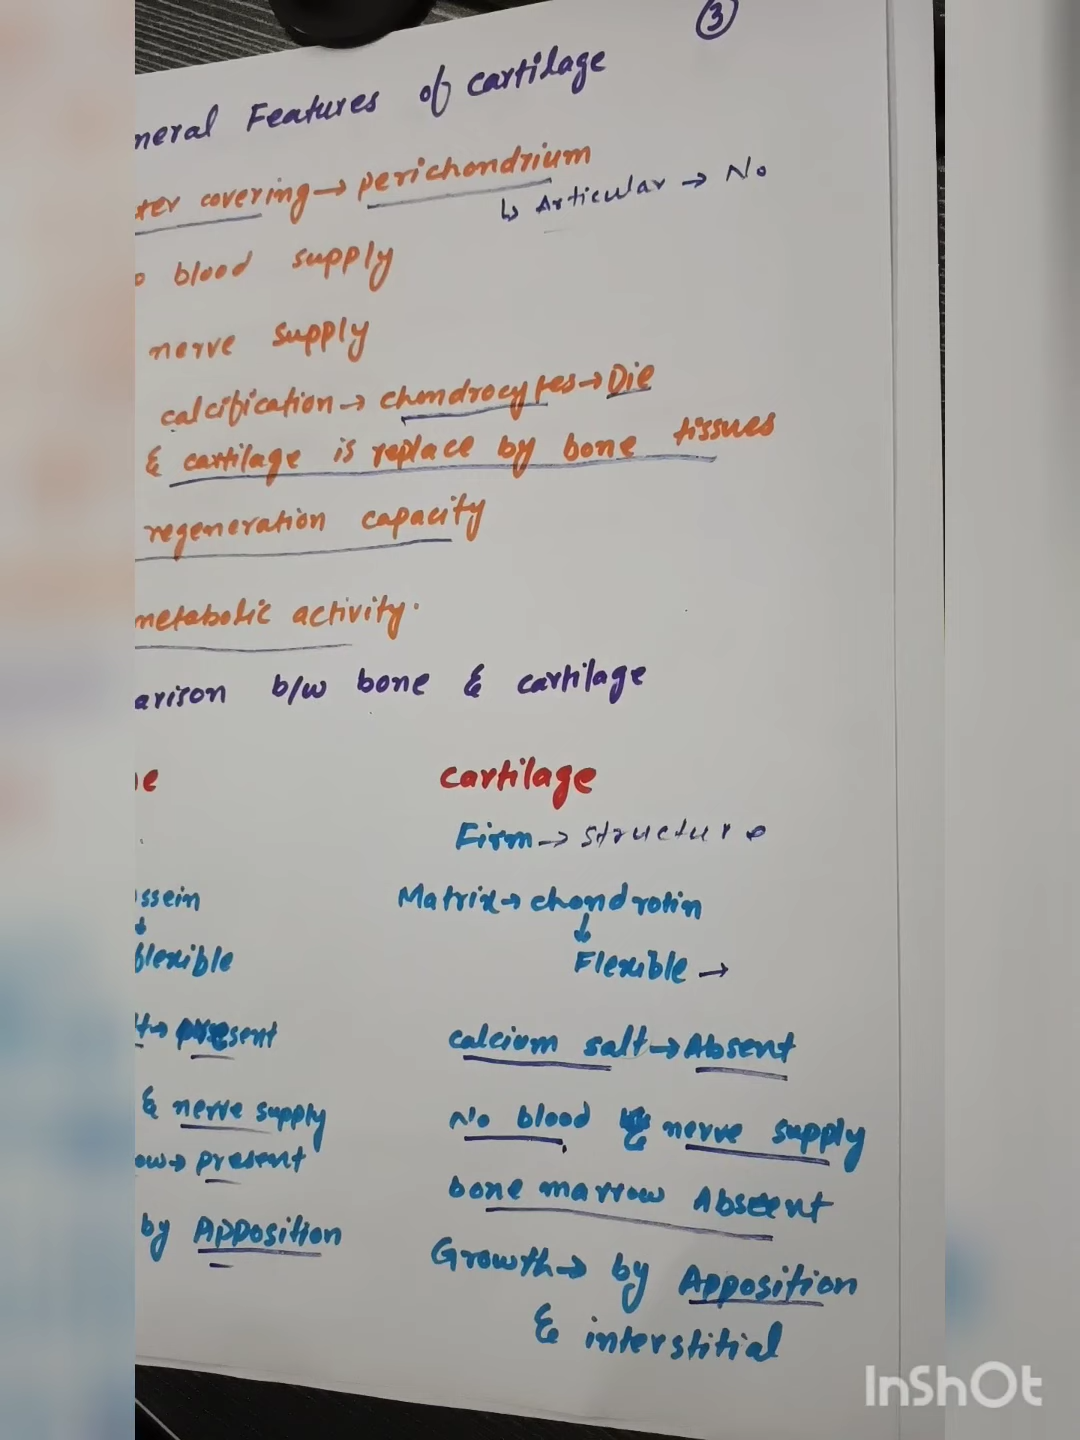 3
neral Features of cartilage
ter covering → perichondrium
↳ Articular → No
o blood supply
nerve supply
calcification → chondrocytes → Die
& cartilage is replace by bone tissues
regeneration capacity
metabolic activity.
arison b/w bone & cartilage
e cartilage
Firm → structure
ssein Matrix → chondrotin
↓ ↓
flexible Flexible →
t → present calcium salt → Absent
& nerve supply No blood & nerve supply
ow → present bone marrow Absent
by Apposition Growth → by Apposition
& interstitial
InShOt